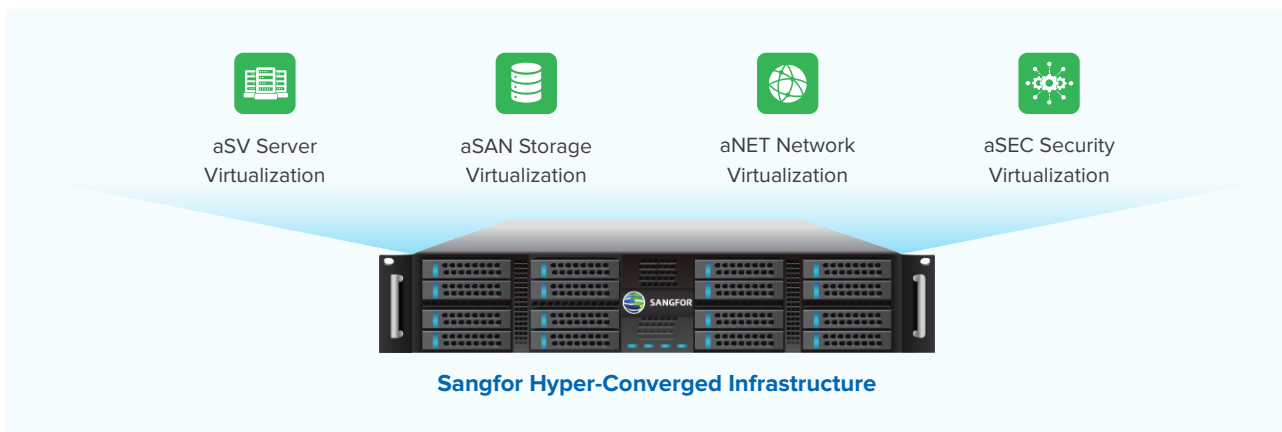 aSV Server
Virtualization
aSAN Storage
Virtualization
aNET Network
Virtualization
aSEC Security
Virtualization
SANGFOR
Sangfor Hyper-Converged Infrastructure